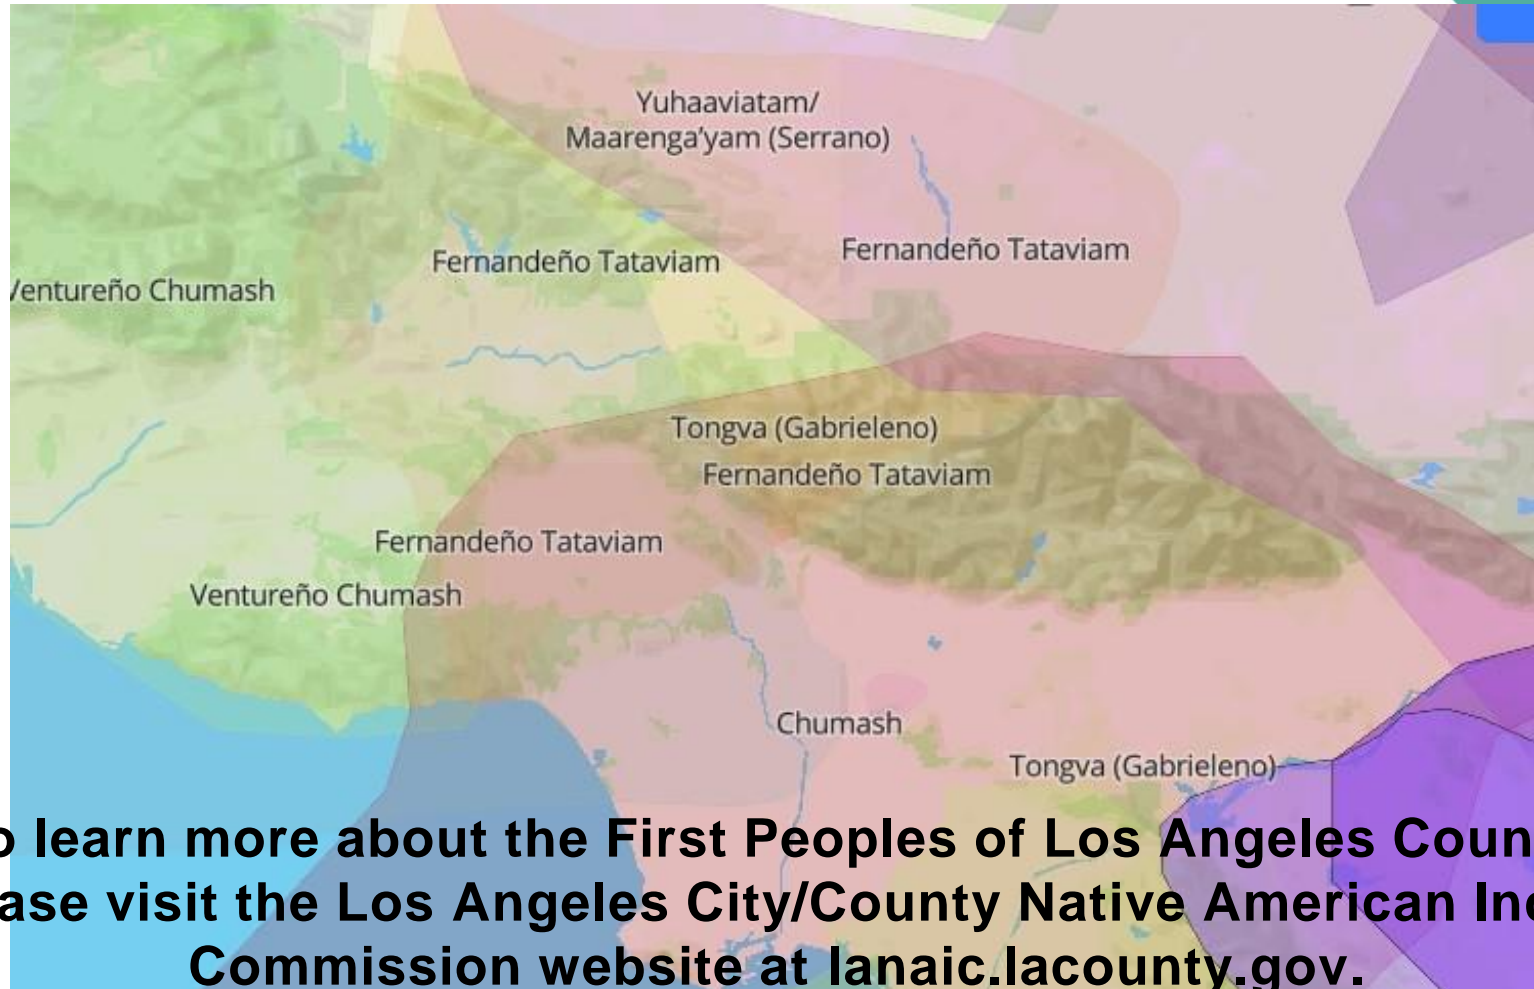 Yuhaaviatam/
Maarenga'yam (Serrano)
Fernandeño Tataviam
Fernandeño Tataviam
Ventureño Chumash
Tongva (Gabrieleno)
Fernandeño Tataviam
Fernandeño Tataviam
Ventureño Chumash
Chumash
Tongva (Gabrieleno)
o learn more about the First Peoples of Los Angeles Coun
ase visit the Los Angeles City/County Native American In
Commission website at lanaic.lacounty.gov.